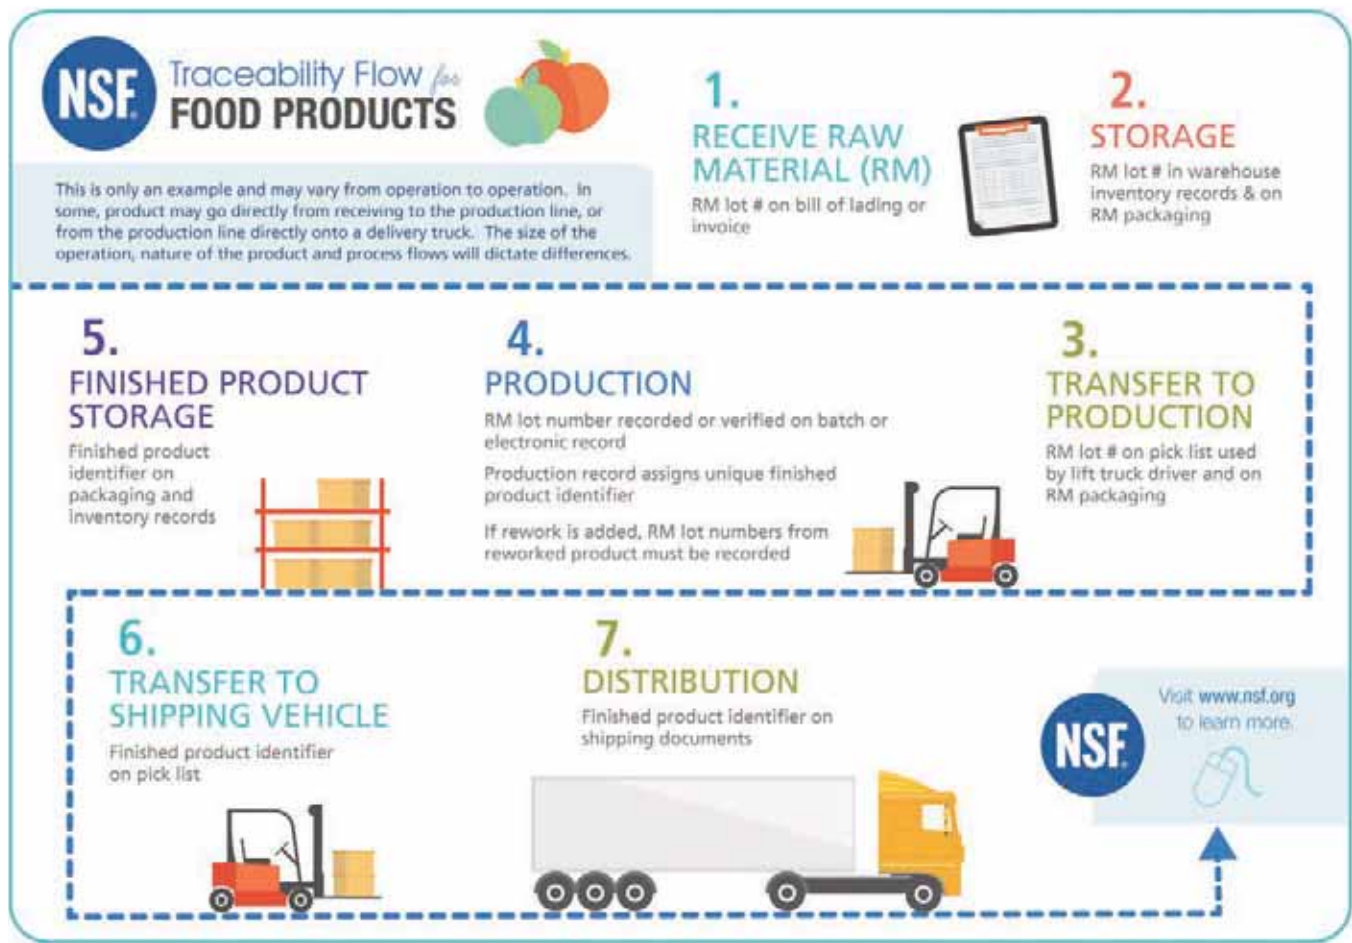 NSF
Traceability Flow for
FOOD PRODUCTS
This is only an example and may vary from operation to operation. In
some, product may go directly from receiving to the production line, or
from the production line directly onto a delivery truck. The size of the
operation, nature of the product and process flows will dictate differences.
1.
RECEIVE RAW
MATERIAL (RM)
RM lot # on bill of lading or
invoice
2.
STORAGE
RM lot # in warehouse
inventory records & on
RM packaging
3.
TRANSFER TO
PRODUCTION
RM lot # on pick list used
by lift truck driver and on
RM packaging
4.
PRODUCTION
RM lot number recorded or verified on batch or
electronic record
Production record assigns unique finished
product identifier
If rework is added, RM lot numbers from
reworked product must be recorded
5.
FINISHED PRODUCT
STORAGE
Finished product
identifier on
packaging and
inventory records
6.
TRANSFER TO
SHIPPING VEHICLE
Finished product identifier
on pick list
7.
DISTRIBUTION
Finished product identifier on
shipping documents
NSF
Visit www.nsf.org
to learn more.